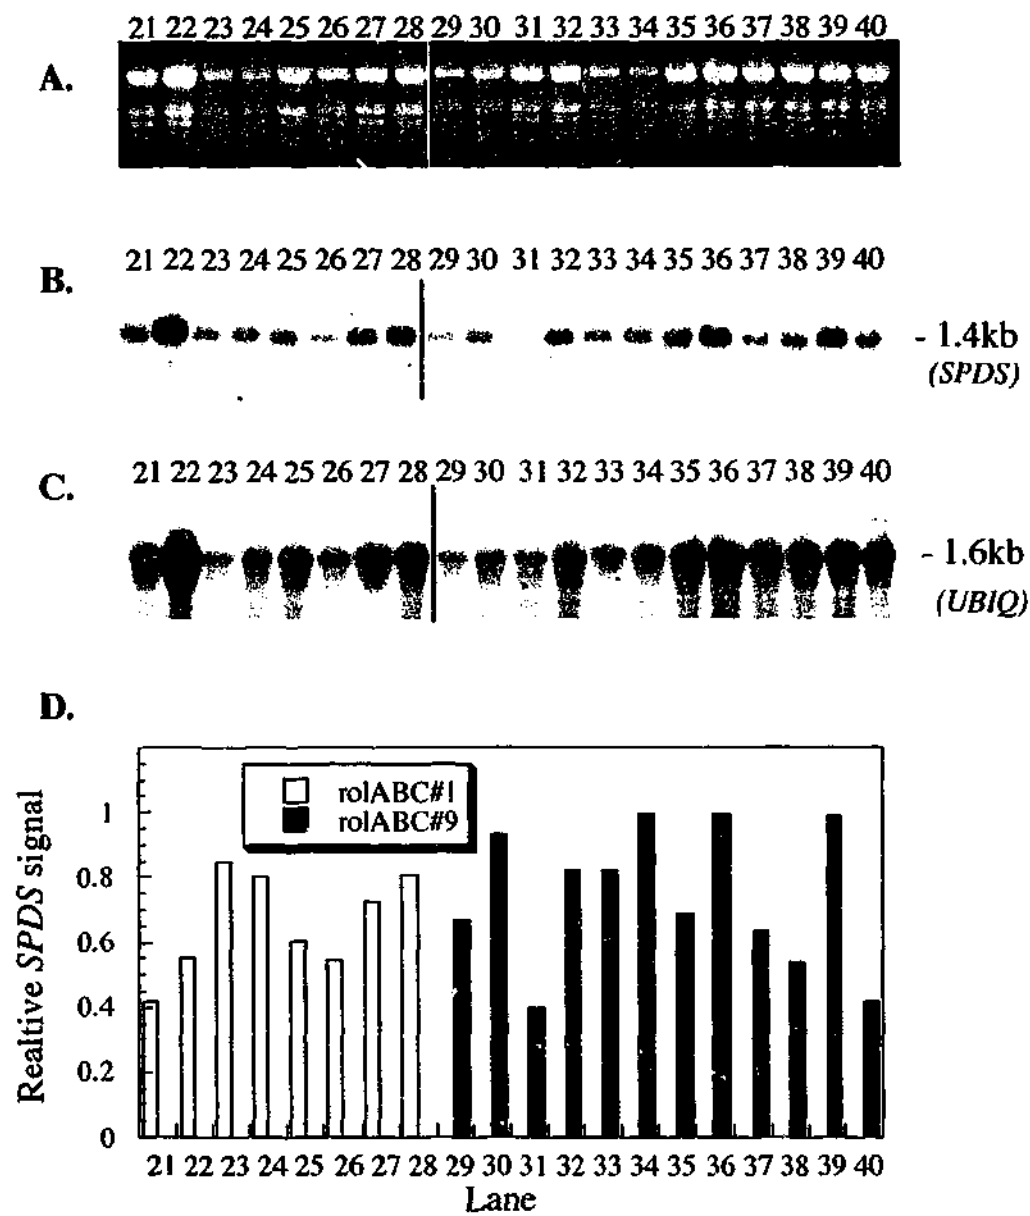 21 22 23 24 25 26 27 28 29 30 31 32 33 34 35 36 37 38 39 40
A.
21 22 23 24 25 26 27 28 29 30 31 32 33 34 35 36 37 38 39 40
B.
- 1.4kb
(SPDS)
21 22 23 24 25 26 27 28 29 30 31 32 33 34 35 36 37 38 39 40
C.
- 1.6kb
(UBIQ)
D.
Realtive SPDS signal
rolABC#1
rolABC#9
1
0.8
0.6
0.4
0.2
0
21 22 23 24 25 26 27 28 29 30 31 32 33 34 35 36 37 38 39 40
Lane